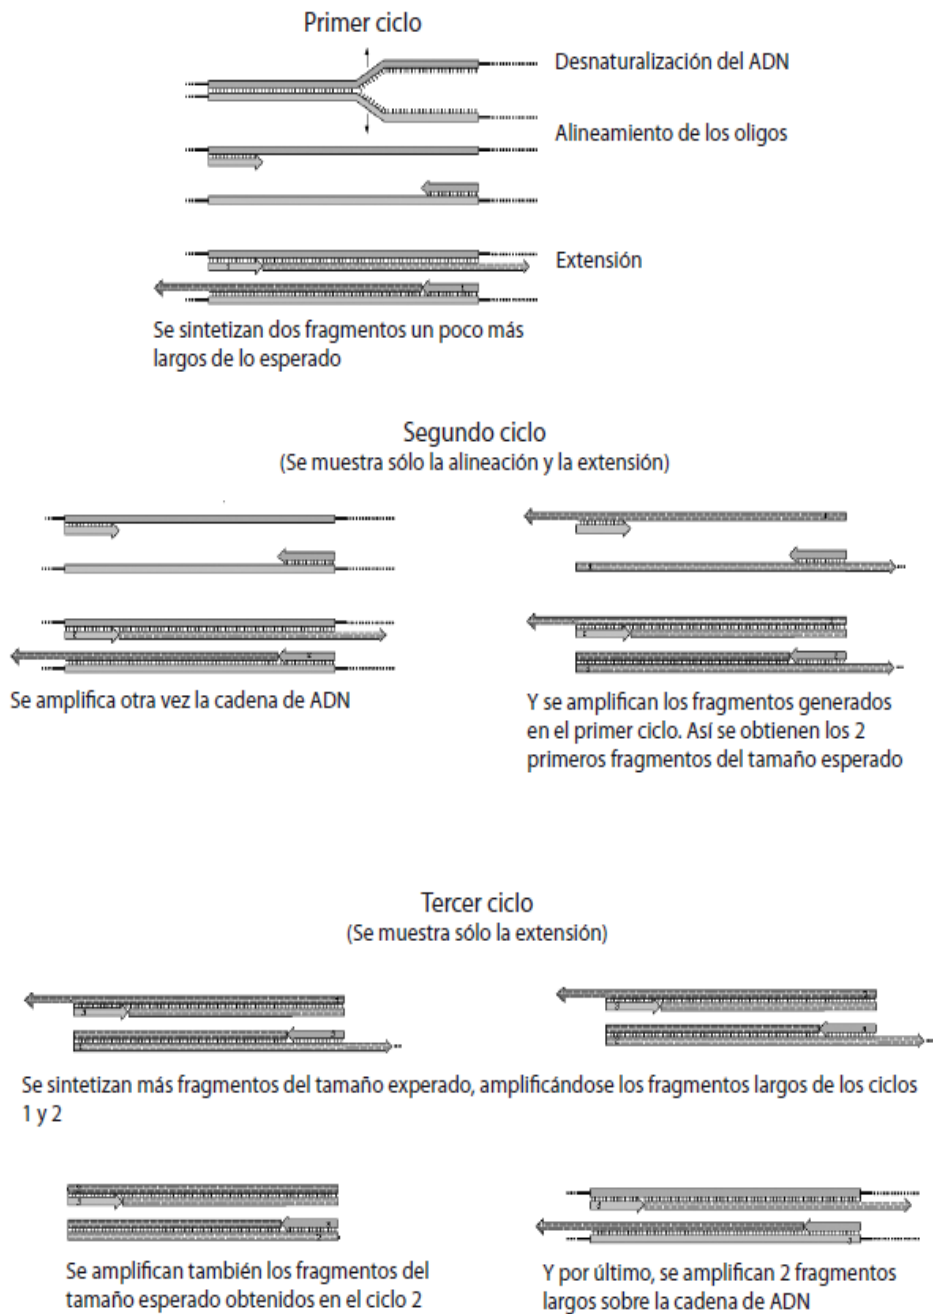 Primer ciclo
Desnaturalización del ADN
Alineamiento de los oligos
Extensión
Se sintetizan dos fragmentos un poco más
largos de lo esperado
Segundo ciclo
(Se muestra sólo la alineación y la extensión)
Se amplifica otra vez la cadena de ADN
Y se amplifican los fragmentos generados
en el primer ciclo. Así se obtienen los 2
primeros fragmentos del tamaño esperado
Tercer ciclo
(Se muestra sólo la extensión)
Se sintetizan más fragmentos del tamaño experado, amplificándose los fragmentos largos de los ciclos
1 y 2
Se amplifican también los fragmentos del
tamaño esperado obtenidos en el ciclo 2
Y por último, se amplifican 2 fragmentos
largos sobre la cadena de ADN